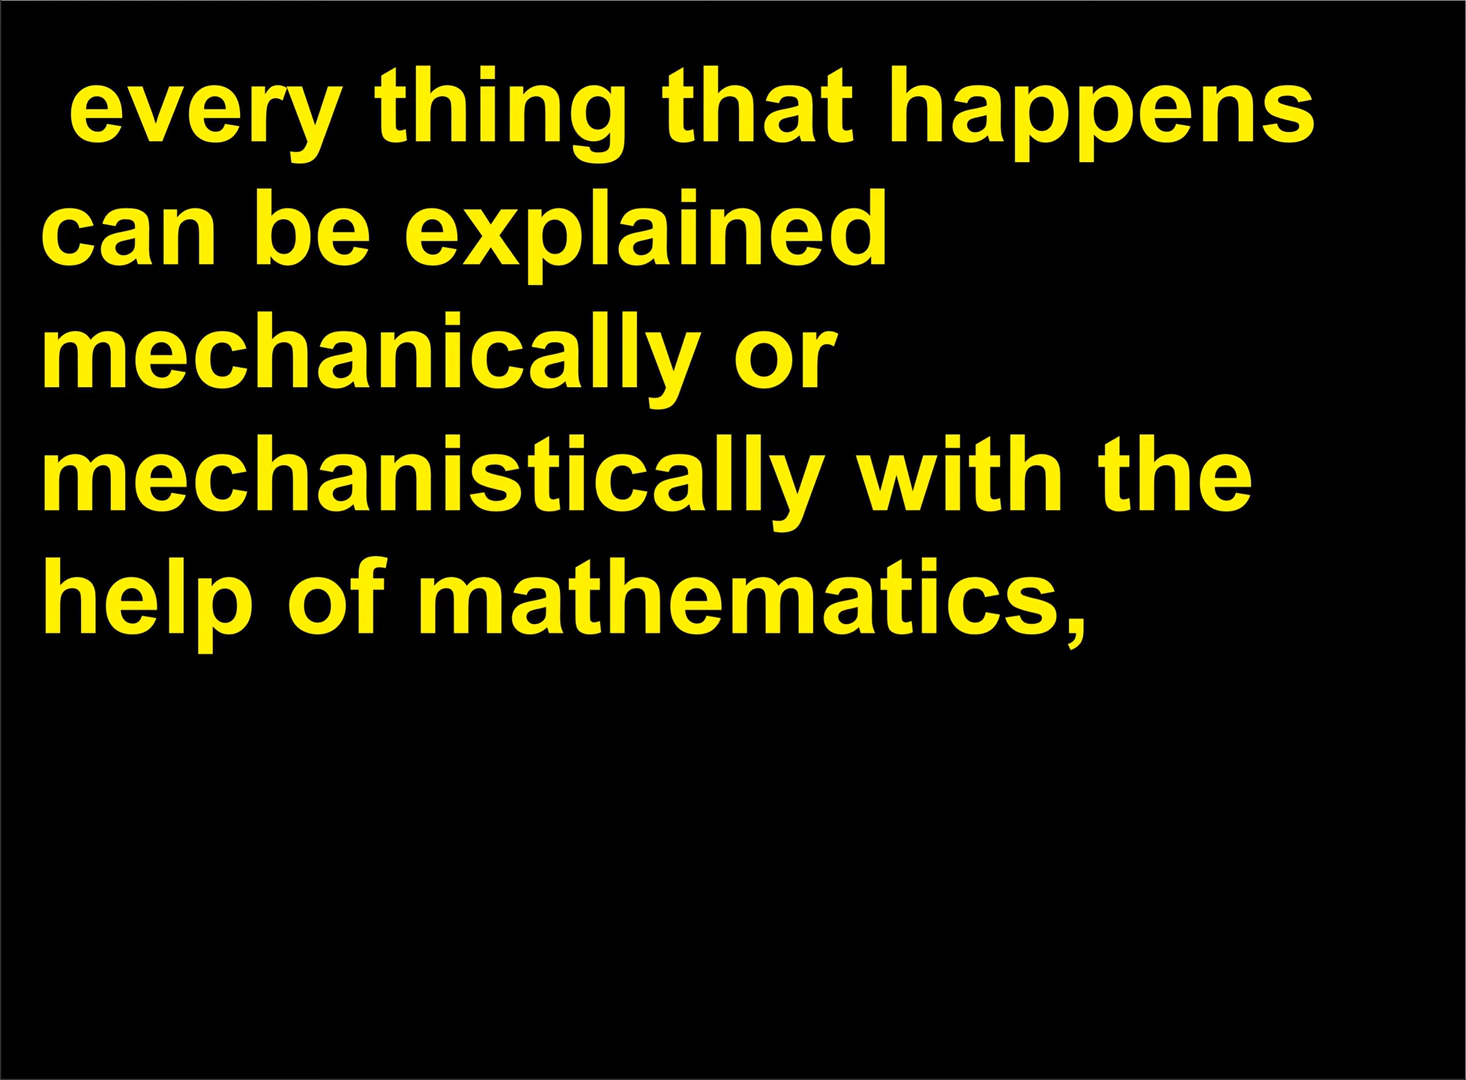 every thing that happens
can be explained
mechanically or
mechanistically with the
help of mathematics,